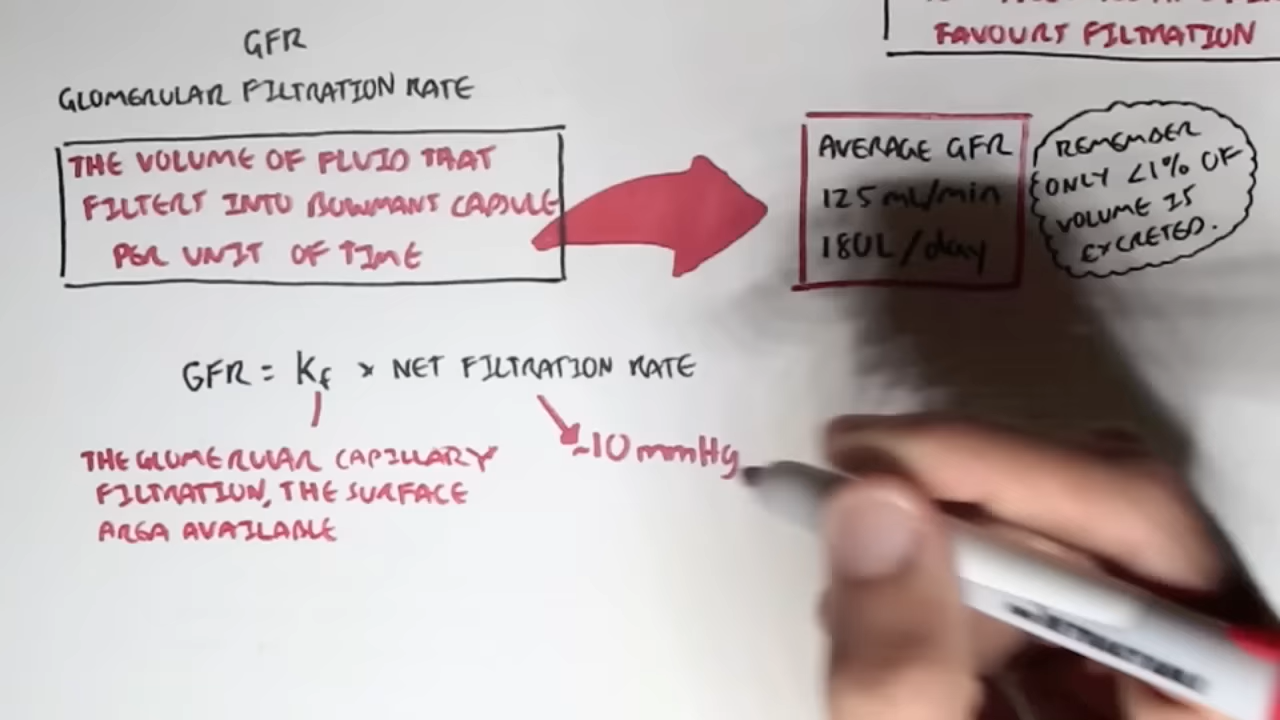 FAVOURS FILTRATION
GFR
GLOMERULAR FILTRATION RATE
THE VOLUME OF FLUID THAT
FILTERS INTO BOWMANS CAPSULE
PER UNIT OF TIME
AVERAGE GFR
125 mL/min
180L/day
REMEMBER
ONLY <1% OF
VOLUME IS
EXCRETED.
GFR = Kf × NET FILTRATION RATE
THE GLOMERULAR CAPILLARY
FILTRATION, THE SURFACE
AREA AVAILABLE
~10 mmHg